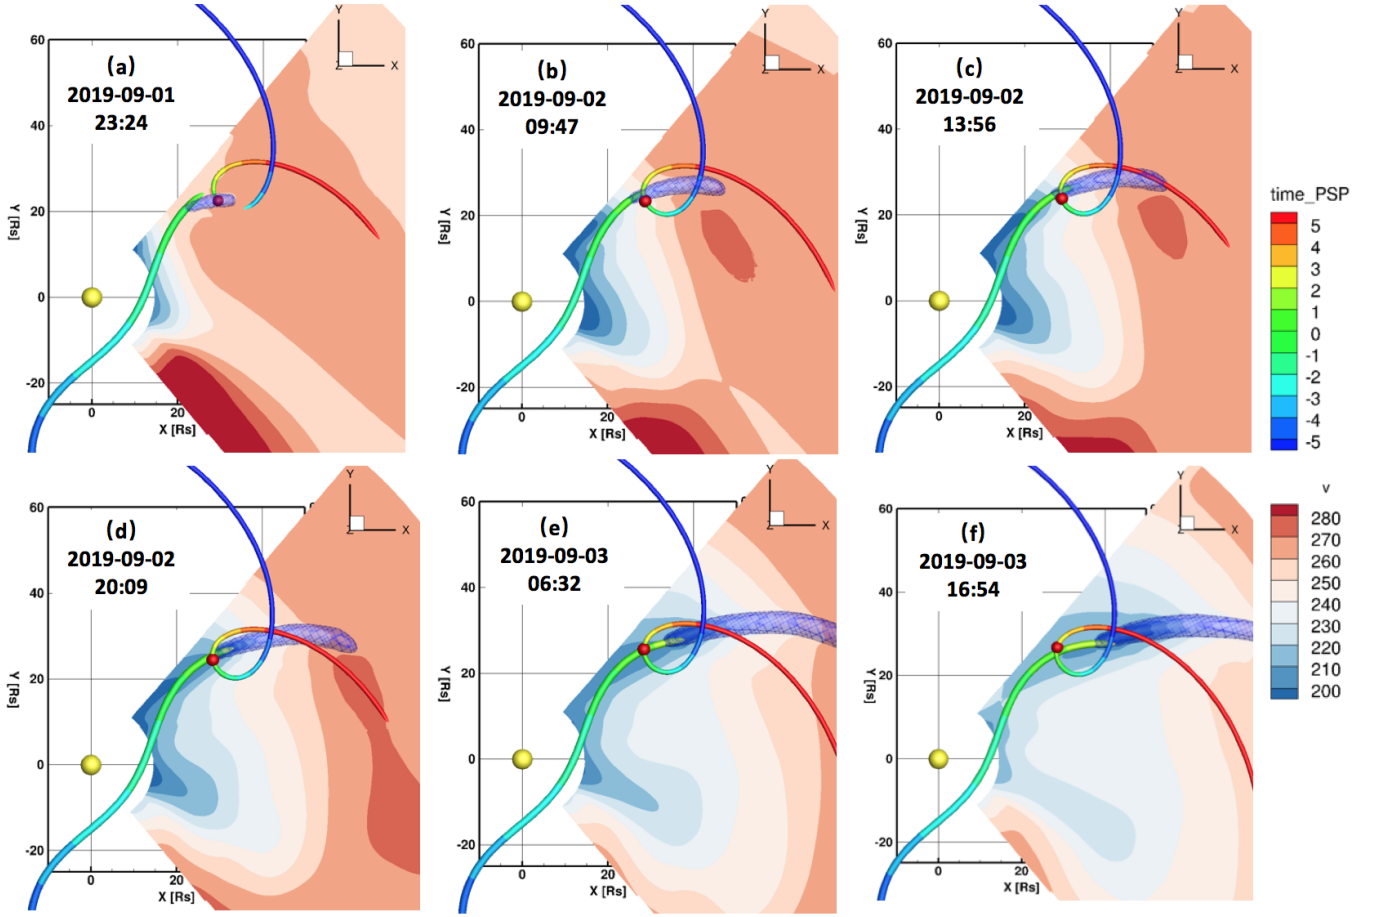 (a)
2019-09-01
23:24
60
40
20
0
-20
0
20
X [Rs]
Y [Rs]
Y
X
Z
(b)
2019-09-02
09:47
60
40
20
0
-20
0
20
X [Rs]
Y [Rs]
Y
X
Z
(c)
2019-09-02
13:56
60
40
20
0
-20
0
20
X [Rs]
Y [Rs]
Y
X
Z
time_PSP
5
4
3
2
1
0
-1
-2
-3
-4
-5
(d)
2019-09-02
20:09
60
40
20
0
-20
0
20
X [Rs]
Y [Rs]
Y
X
Z
(e)
2019-09-03
06:32
60
40
20
0
-20
0
20
X [Rs]
Y [Rs]
Y
X
Z
(f)
2019-09-03
16:54
60
40
20
0
-20
0
20
X [Rs]
Y [Rs]
Y
X
Z
v
280
270
260
250
240
230
220
210
200